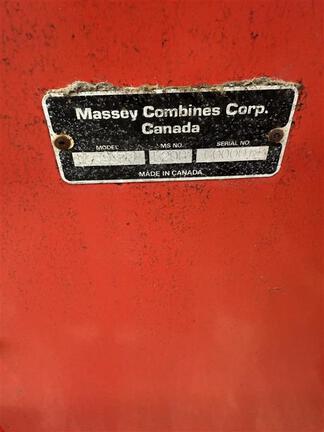 Massey Combines Corp.
Canada
MODEL MS NO. SERIAL NO.
MADE IN CANADA